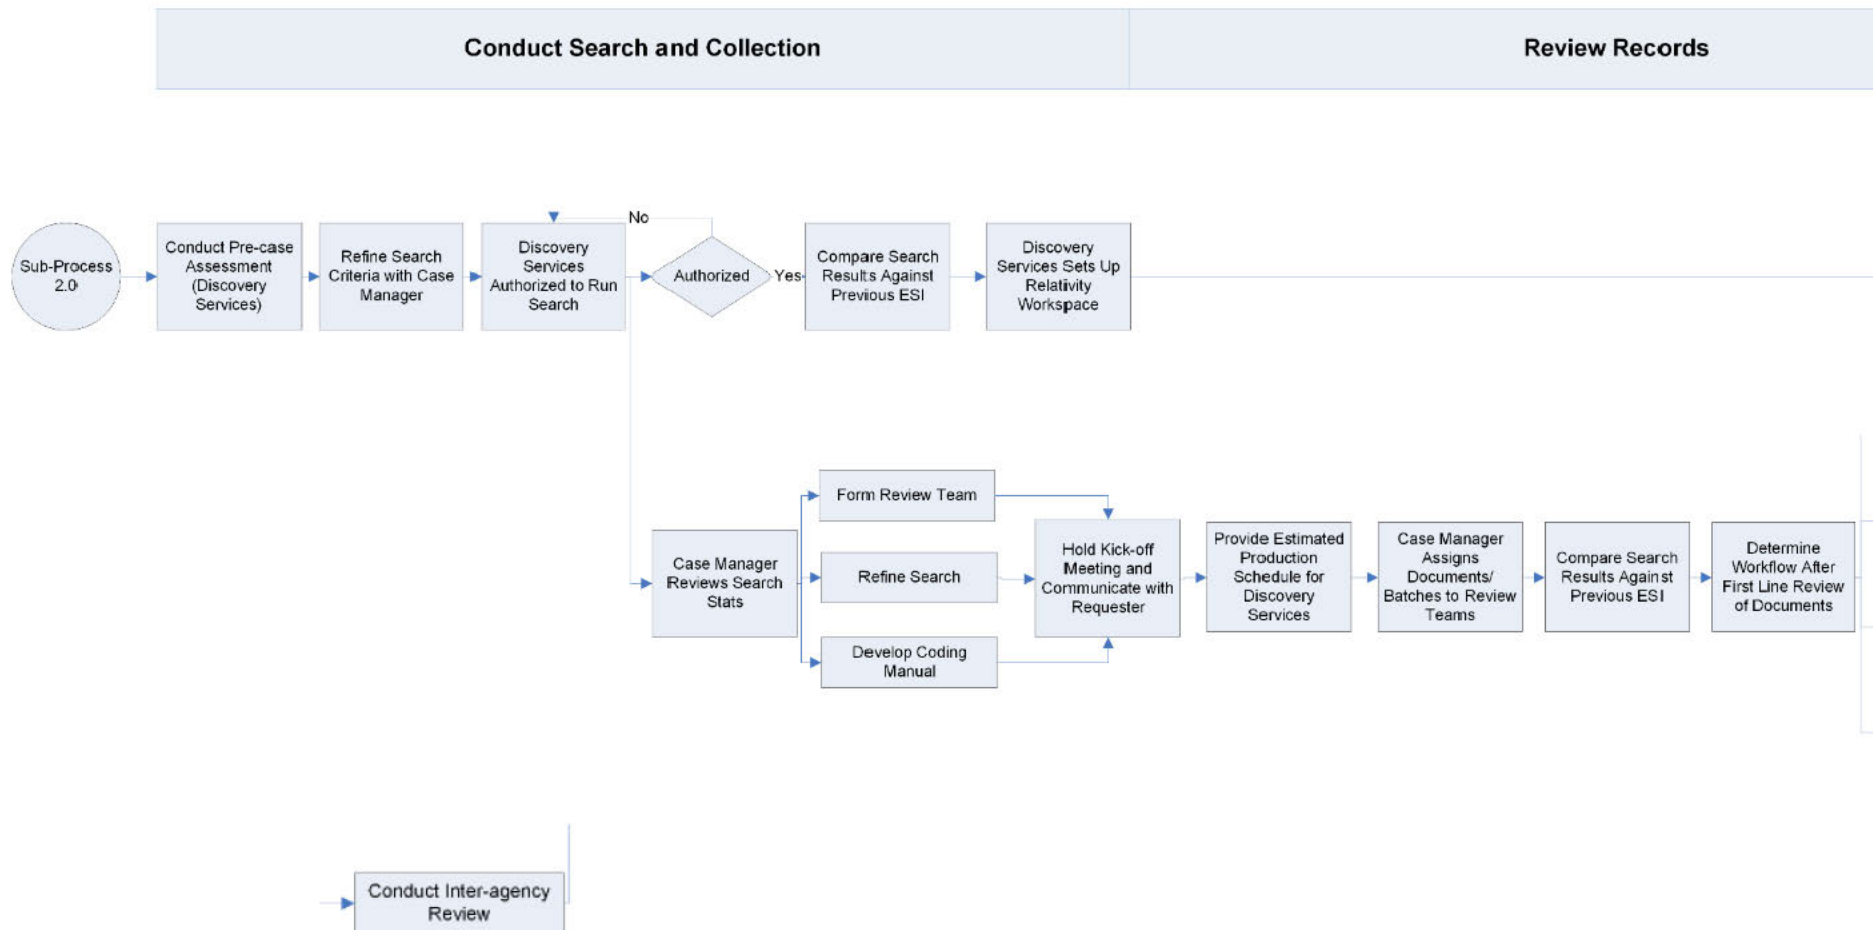 Conduct Search and Collection
Review Records
Sub-Process
2.0
Conduct Pre-case
Assessment
(Discovery
Services)
Refine Search
Criteria with Case
Manager
Discovery
Services
Authorized to Run
Search
No
Authorized
Yes
Compare Search
Results Against
Previous ESI
Discovery
Services Sets Up
Relativity
Workspace
Case Manager
Reviews Search
Stats
Form Review Team
Refine Search
Develop Coding
Manual
Hold Kick-off
Meeting and
Communicate with
Requester
Provide Estimated
Production
Schedule for
Discovery
Services
Case Manager
Assigns
Documents/
Batches to Review
Teams
Compare Search
Results Against
Previous ESI
Determine
Workflow After
First Line Review
of Documents
Conduct Inter-agency
Review